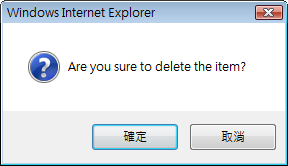 Windows Internet Explorer
Are you sure to delete the item?
確定
取消